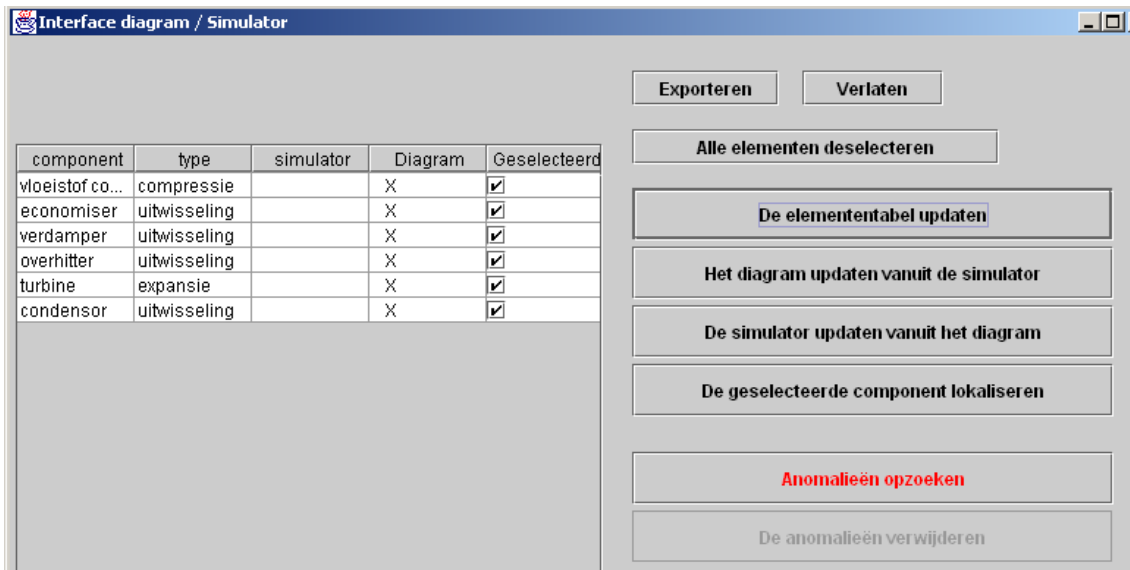 Interface diagram / Simulator
Exporteren Verlaten
Alle elementen deselecteren
component type simulator Diagram Geselecteerd
vloeistof co... compressie X
economiser uitwisseling X
verdamper uitwisseling X
overhitter uitwisseling X
turbine expansie X
condensor uitwisseling X
De elemententabel updaten
Het diagram updaten vanuit de simulator
De simulator updaten vanuit het diagram
De geselecteerde component lokaliseren
Anomalieën opzoeken
De anomalieën verwijderen